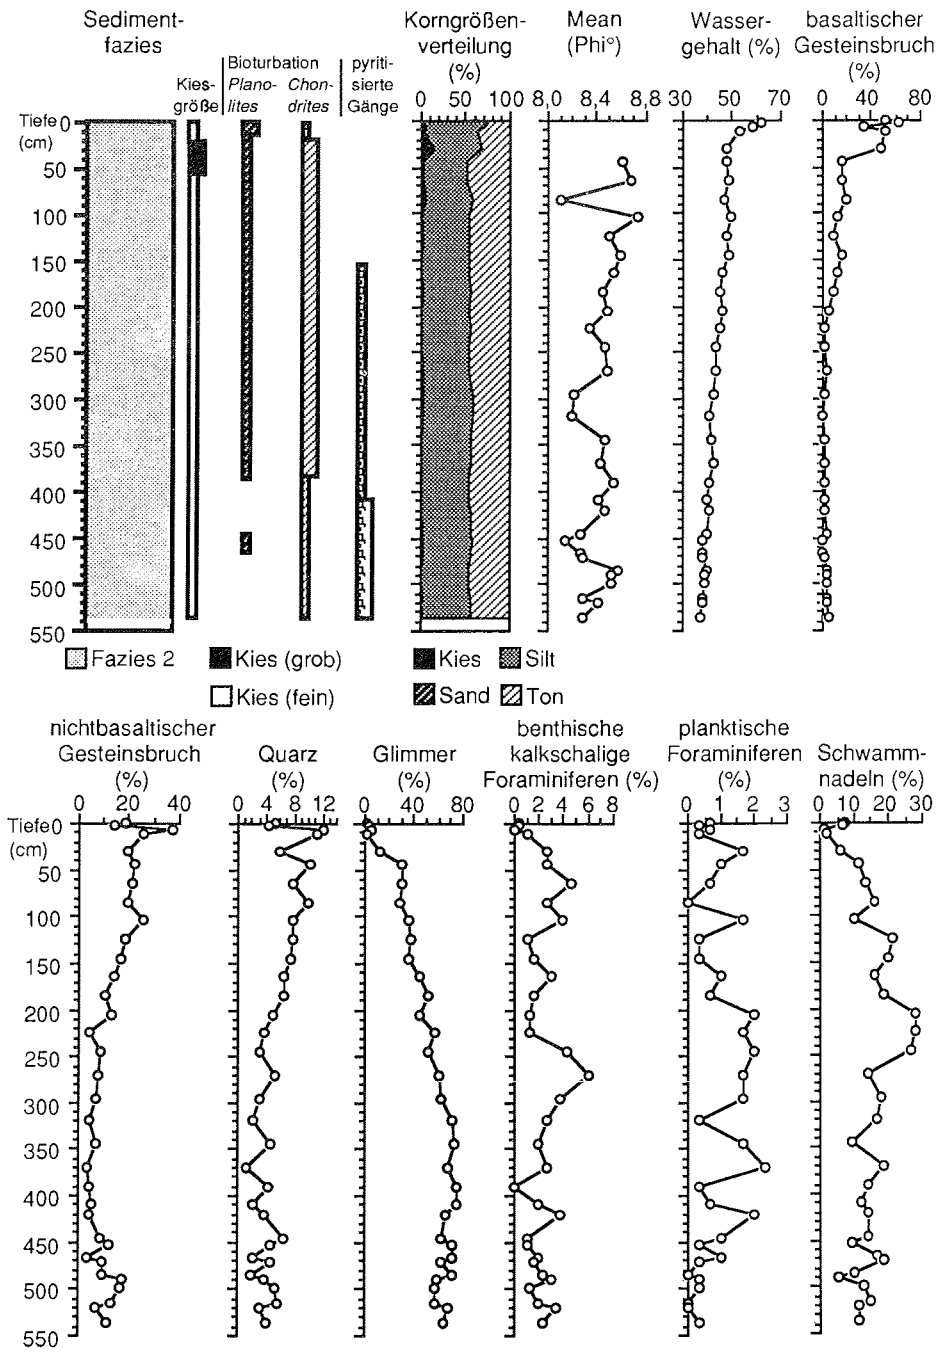 Sediment-
fazies
Kies-
größe
Bioturbation
Plano-
lites
Chon-
drites
pyriti-
sierte
Gänge
Korngrößen-
verteilung
(%)
Mean
(Phi°)
Wasser-
gehalt (%)
basaltischer
Gesteinsbruch
(%)
0 50 100
8,0 8,4 8,8
30 50 70
0 40 80
Tiefe 0
(cm)
50
100
150
200
250
300
350
400
450
500
550
Fazies 2
Kies (grob)
Kies (fein)
Kies
Silt
Sand
Ton
nichtbasaltischer
Gesteinsbruch
(%)
Quarz
(%)
Glimmer
(%)
benthische
kalkschalige
Foraminiferen (%)
planktische
Foraminiferen
(%)
Schwamm-
nadeln (%)
0 20 40
0 4 8 12
0 40 80
0 2 4 6 8
0 1 2 3
0 10 20 30
Tiefe 0
(cm)
50
100
150
200
250
300
350
400
450
500
550